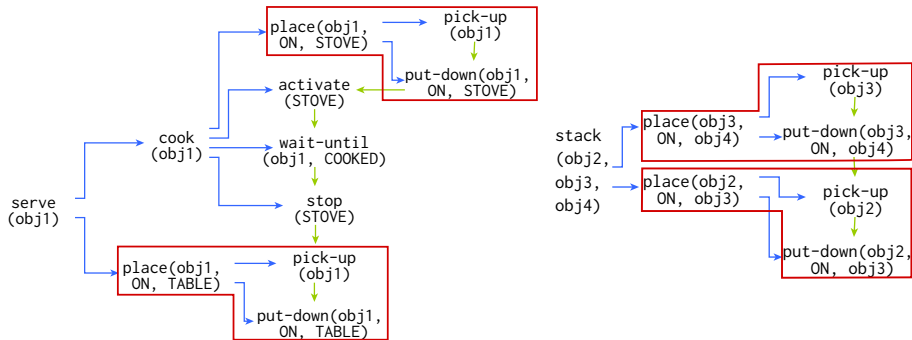 place(obj1,
ON, STOVE)
pick-up
(obj1)
put-down(obj1,
ON, STOVE)
activate
(STOVE)
cook
(obj1)
wait-until
(obj1, COOKED)
stop
(STOVE)
serve
(obj1)
place(obj1,
ON, TABLE)
pick-up
(obj1)
put-down(obj1,
ON, TABLE)
stack
(obj2,
obj3,
obj4)
place(obj3,
ON, obj4)
pick-up
(obj3)
put-down(obj3,
ON, obj4)
place(obj2,
ON, obj3)
pick-up
(obj2)
put-down(obj2,
ON, obj3)